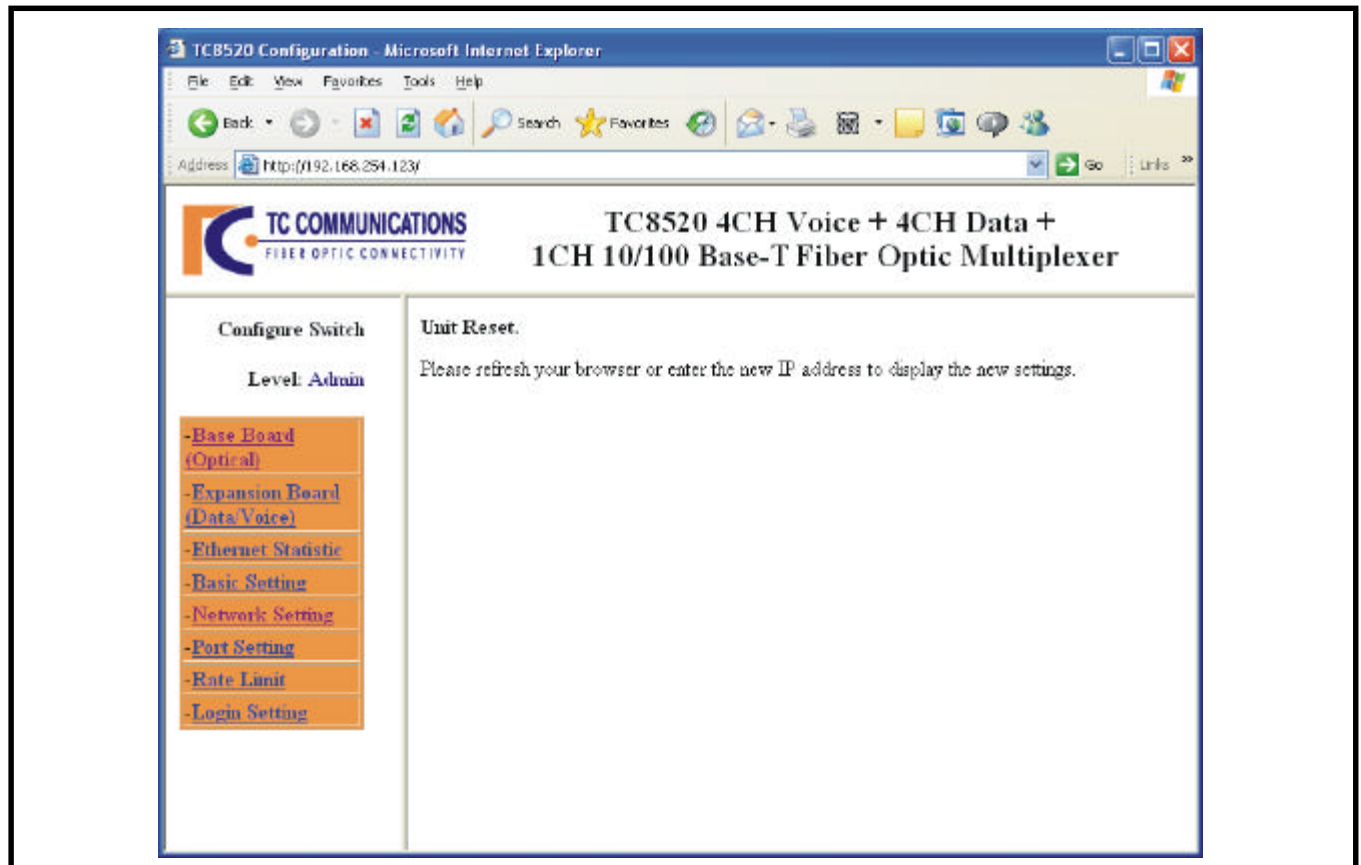 TC8520 Configuration - Microsoft Internet Explorer
File Edit View Favorites Tools Help
Back Search Favorites
Address http://192.168.254.123/ Go Links »
TC COMMUNICATIONS
FIBER OPTIC CONNECTIVITY
TC8520 4CH Voice + 4CH Data +
1CH 10/100 Base-T Fiber Optic Multiplexer
Configure Switch
Level: Admin
-Base Board
(Optical)
-Expansion Board
(Data/Voice)
-Ethernet Statistic
-Basic Setting
-Network Setting
-Port Setting
-Rate Limit
-Login Setting
Unit Reset.
Please refresh your browser or enter the new IP address to display the new settings.